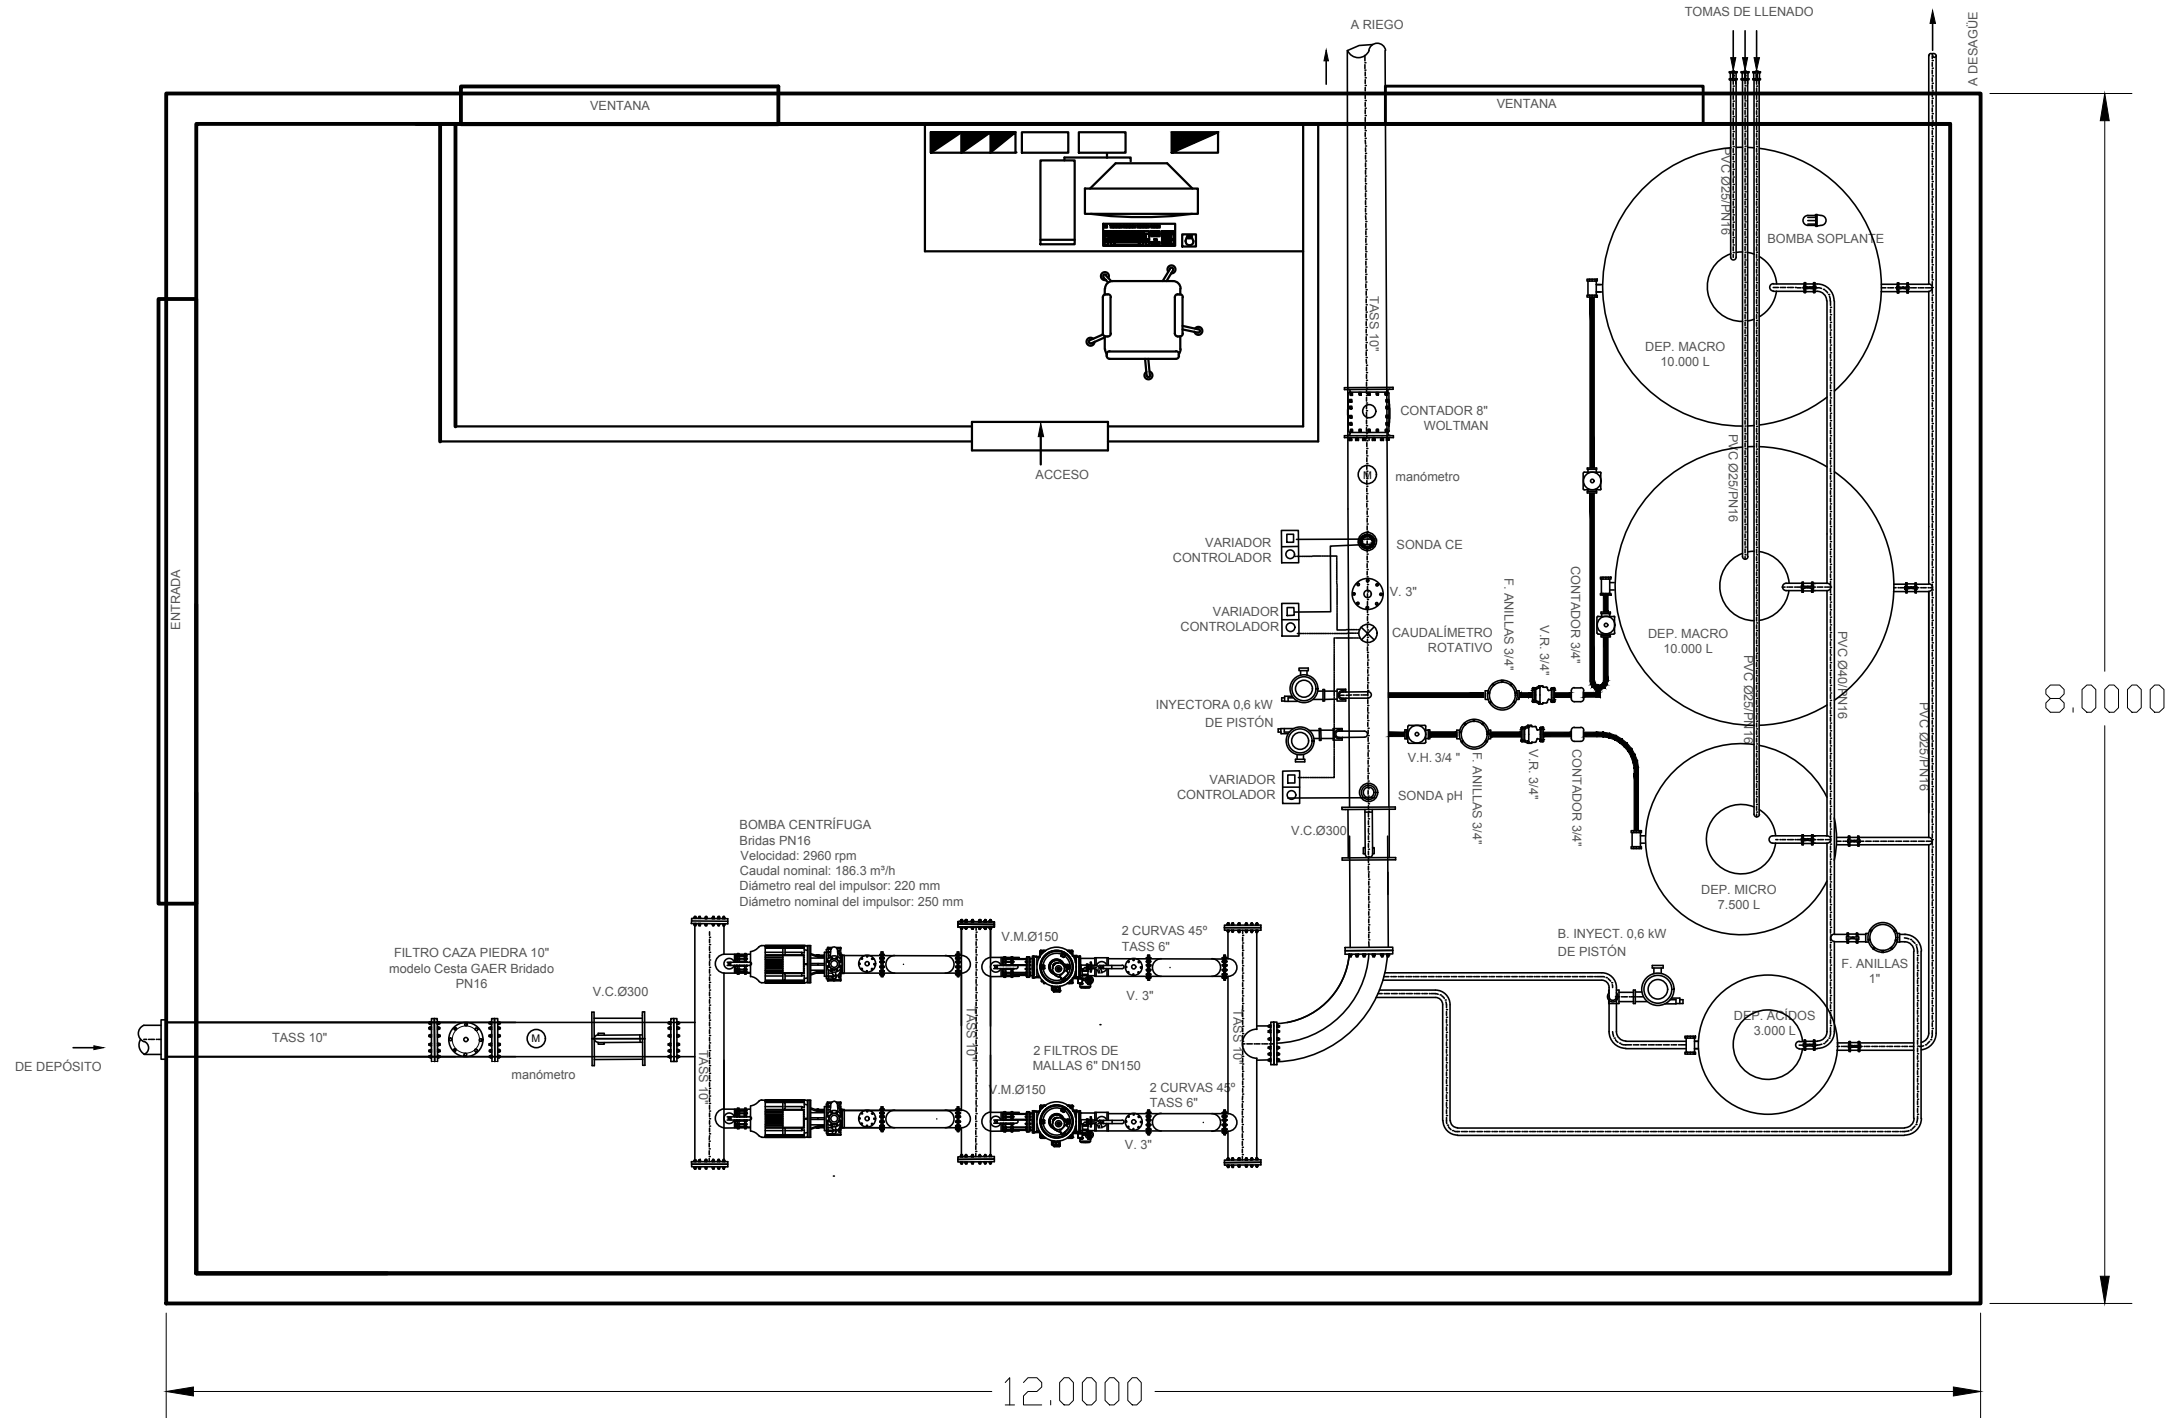 A RIEGO
TOMAS DE LLENADO
A DESAGÜE
VENTANA
VENTANA
PVC Ø25/PN16
BOMBA SOPLANTE
TASS 10"
DEP. MACRO
10.000 L
CONTADOR 8"
WOLTMAN
ACCESO
M
manómetro
PVC Ø25/PN16
VARIADOR
CONTROLADOR
SONDA CE
ENTRADA
V. 3"
F. ANILLAS 3/4"
V.R. 3/4"
CONTADOR 3/4"
VARIADOR
CONTROLADOR
CAUDALÍMETRO
ROTATIVO
DEP. MACRO
10.000 L
PVC Ø25/PN16
PVC Ø40/PN16
PVC Ø25/PN16
8,0000
INYECTORA 0,6 kW
DE PISTÓN
V.H. 3/4 "
F. ANILLAS 3/4"
V.R. 3/4"
CONTADOR 3/4"
VARIADOR
CONTROLADOR
SONDA pH
V.C.Ø300
BOMBA CENTRÍFUGA
Bridas PN16
Velocidad: 2960 rpm
Caudal nominal: 186.3 m³/h
Diámetro real del impulsor: 220 mm
Diámetro nominal del impulsor: 250 mm
DEP. MICRO
7.500 L
FILTRO CAZA PIEDRA 10"
modelo Cesta GAER Bridado
PN16
V.C.Ø300
V.M.Ø150
2 CURVAS 45º
TASS 6"
V. 3"
B. INYECT. 0,6 kW
DE PISTÓN
F. ANILLAS
1"
DEP. ACÍDOS
3.000 L
DE DEPÓSITO
TASS 10"
M
manómetro
TASS 10"
TASS 10"
TASS 10"
2 FILTROS DE
MALLAS 6" DN150
V.M.Ø150
2 CURVAS 45º
TASS 6"
V. 3"
12,0000